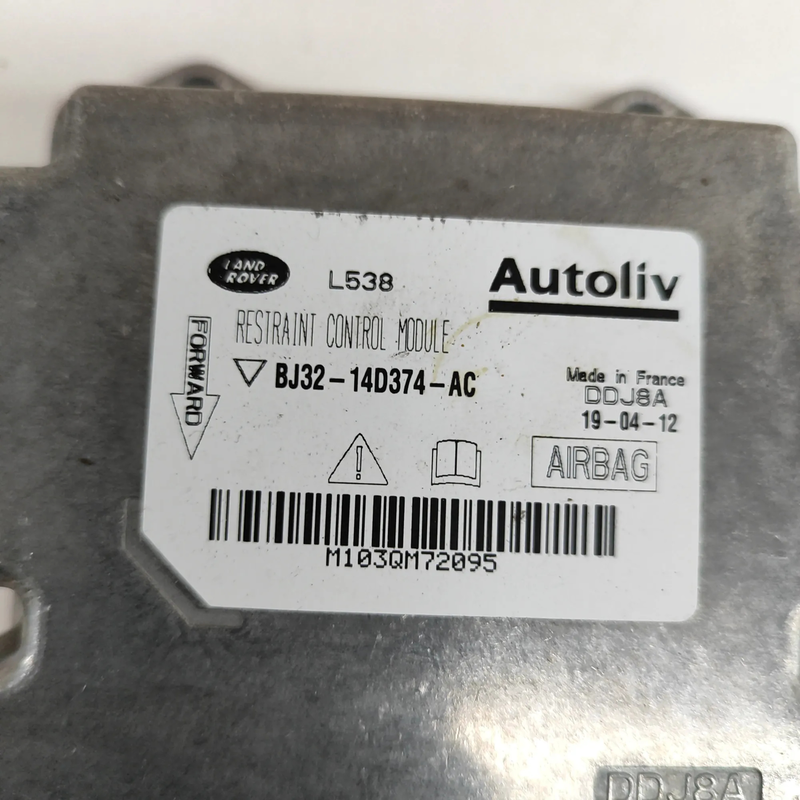 LAND ROVER
L538
Autoliv
RESTRAINT CONTROL MODULE
FORWARD
BJ32-14D374-AC
Made in France
DDJ8A
19-04-12
AIRBAG
M103QM72095
DDJ8A